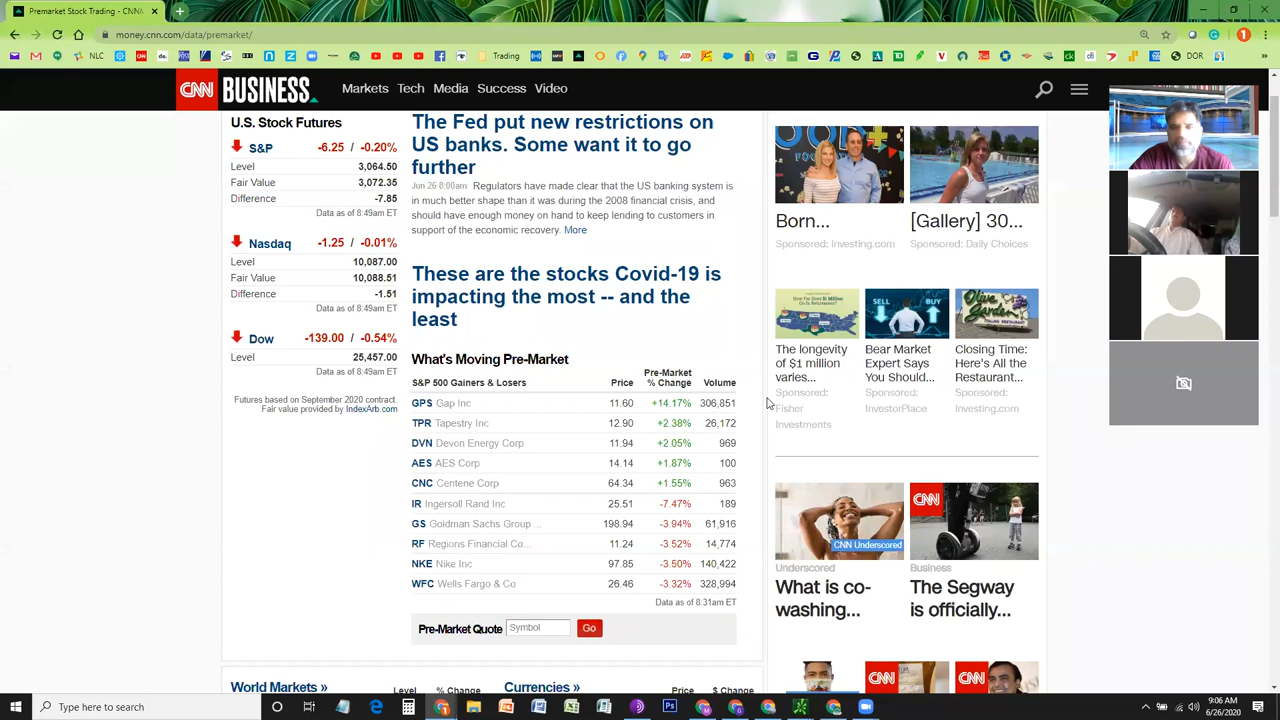 Premarket Stock Trading - CNN
money.cnn.com/data/premarket/
NLC
Trading
DOR
CNN BUSINESS
Markets Tech Media Success Video
U.S. Stock Futures
S&P -6.25 / -0.20%
Level 3,064.50
Fair Value 3,072.35
Difference -7.85
Data as of 8:49am ET
Nasdaq -1.25 / -0.01%
Level 10,087.00
Fair Value 10,088.51
Difference -1.51
Data as of 8:49am ET
Dow -139.00 / -0.54%
Level 25,457.00
Data as of 8:49am ET
Futures based on September 2020 contract.
Fair value provided by IndexArb.com
The Fed put new restrictions on
US banks. Some want it to go
further
Jun 26 8:00am Regulators have made clear that the US banking system is
in much better shape than it was during the 2008 financial crisis, and
should have enough money on hand to keep lending to customers in
support of the economic recovery. More
These are the stocks Covid-19 is
impacting the most -- and the
least
What's Moving Pre-Market
S&P 500 Gainers & Losers Price Pre-Market % Change Volume
GPS Gap Inc 11.60 +14.17% 306,851
TPR Tapestry Inc 12.90 +2.38% 26,172
DVN Devon Energy Corp 11.94 +2.05% 969
AES AES Corp 14.14 +1.87% 100
CNC Centene Corp 64.34 +1.55% 963
IR Ingersoll Rand Inc 25.51 -7.47% 189
GS Goldman Sachs Group ... 198.94 -3.94% 61,916
RF Regions Financial Co... 11.24 -3.52% 14,774
NKE Nike Inc 97.85 -3.50% 140,422
WFC Wells Fargo & Co 26.46 -3.32% 328,994
Data as of 8:31am ET
Pre-Market Quote Symbol Go
World Markets » Level % Change
Currencies » Price $ Change
Born...
Sponsored: Investing.com
[Gallery] 30...
Sponsored: Daily Choices
SELL BUY
Olive
Garden
The longevity
of $1 million
varies...
Sponsored:
Fisher
Investments
Bear Market
Expert Says
You Should...
Sponsored:
InvestorPlace
Closing Time:
Here's All the
Restaurant...
Sponsored:
Investing.com
CNN Underscored
Underscored
What is co-
washing...
CNN
Business
The Segway
is officially...
CNN
CNN
Type here to search
9:06 AM
6/26/2020